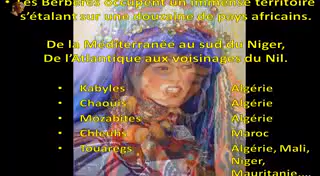 • Les Berbères occupent un immense territoire
s'étalant sur une douzaine de pays africains.
De la Méditerranée au sud du Niger,
De l'Atlantique aux voisinages du Nil.
• Kabyles Algérie
• Chaouis Algérie
• Mozabites Algérie
• Chleuhs Maroc
• Touaregs Algérie, Mali,
Niger,
Mauritanie....